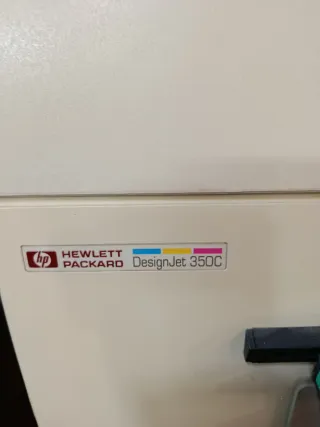 hp HEWLETT
PACKARD DesignJet 350C